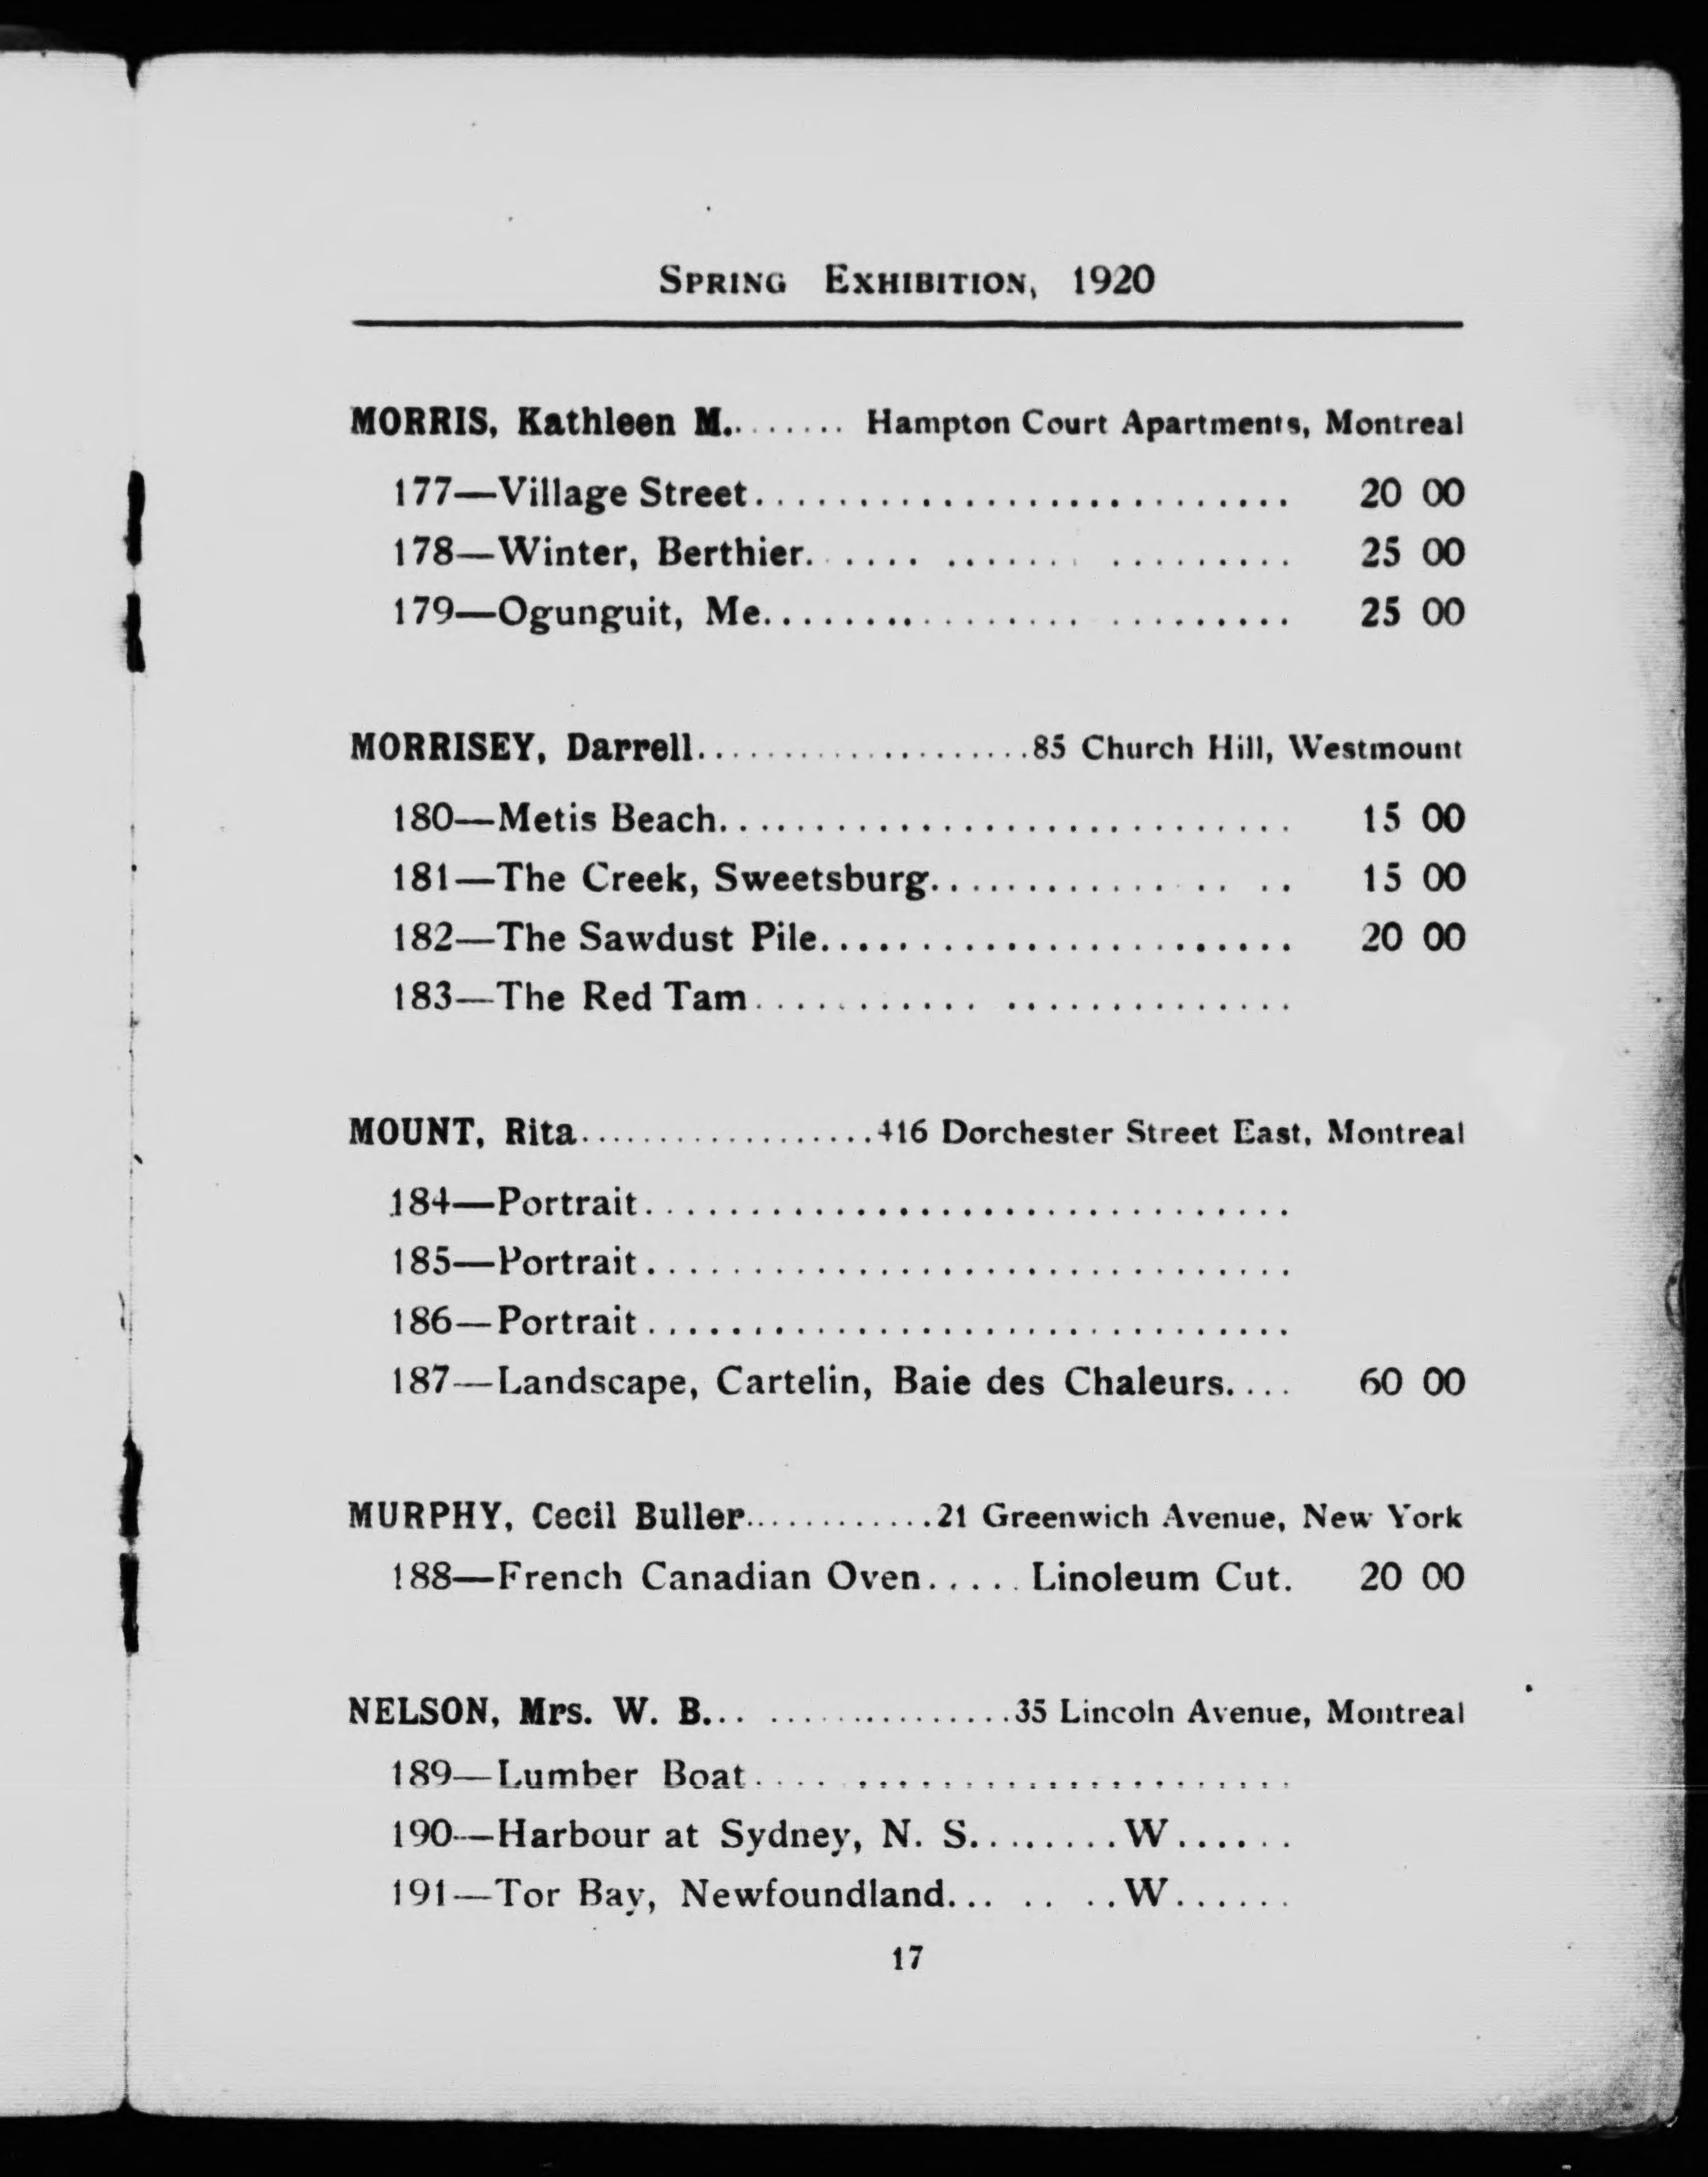 SPRING EXHIBITION, 1920
MORRIS, Kathleen M......... Hampton Court Apartments, Montreal
177—Village Street.......................... 20 00
178—Winter, Berthier....... ....... ......... 25 00
179—Ogunguit, Me................. ......... 25 00
MORRISEY, Darrell.......................85 Church Hill, Westmount
180—Metis Beach............................ 15 00
181—The Creek, Sweetsburg............... .. .. 15 00
182—The Sawdust Pile........................ 20 00
183—The Red Tam........... ..............
MOUNT, Rita...................416 Dorchester Street East, Montreal
184—Portrait................................
185—Portrait................................
186—Portrait................................
187—Landscape, Cartelin, Baie des Chaleurs.... 60 00
MURPHY, Cecil Buller.............21 Greenwich Avenue, New York
188—French Canadian Oven..... Linoleum Cut. 20 00
NELSON, Mrs. W. B... ................35 Lincoln Avenue, Montreal
189—Lumber Boat.... .....................
190—Harbour at Sydney, N. S........W......
191—Tor Bay, Newfoundland... .. ..W......
17